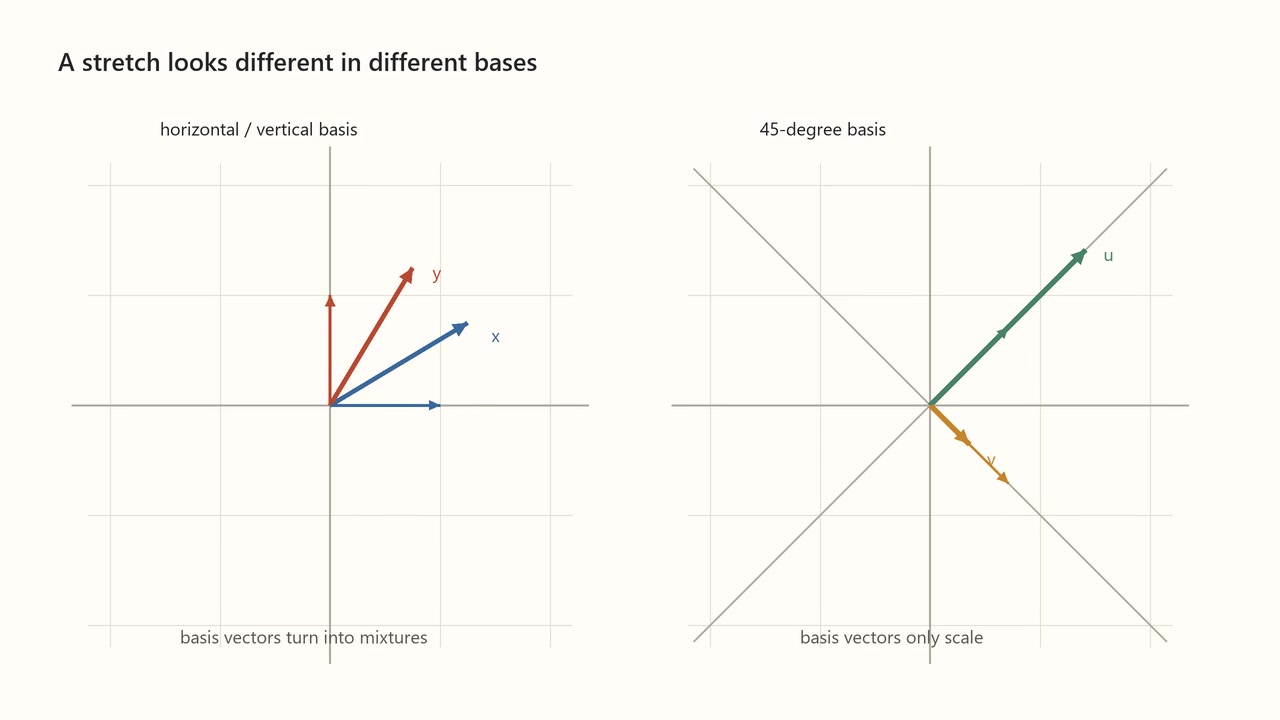 A stretch looks different in different bases
horizontal / vertical basis
45-degree basis
y
x
u
v
basis vectors turn into mixtures
basis vectors only scale